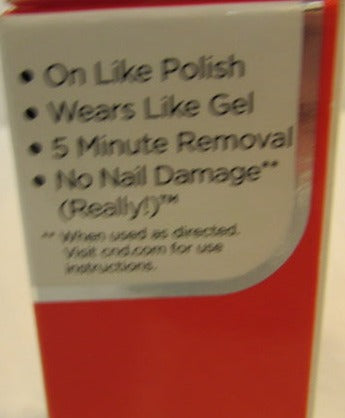 • On Like Polish
• Wears Like Gel
• 5 Minute Removal
• No Nail Damage**
(Really!)™
** When used as directed.
Visit cnd.com for use
instructions.